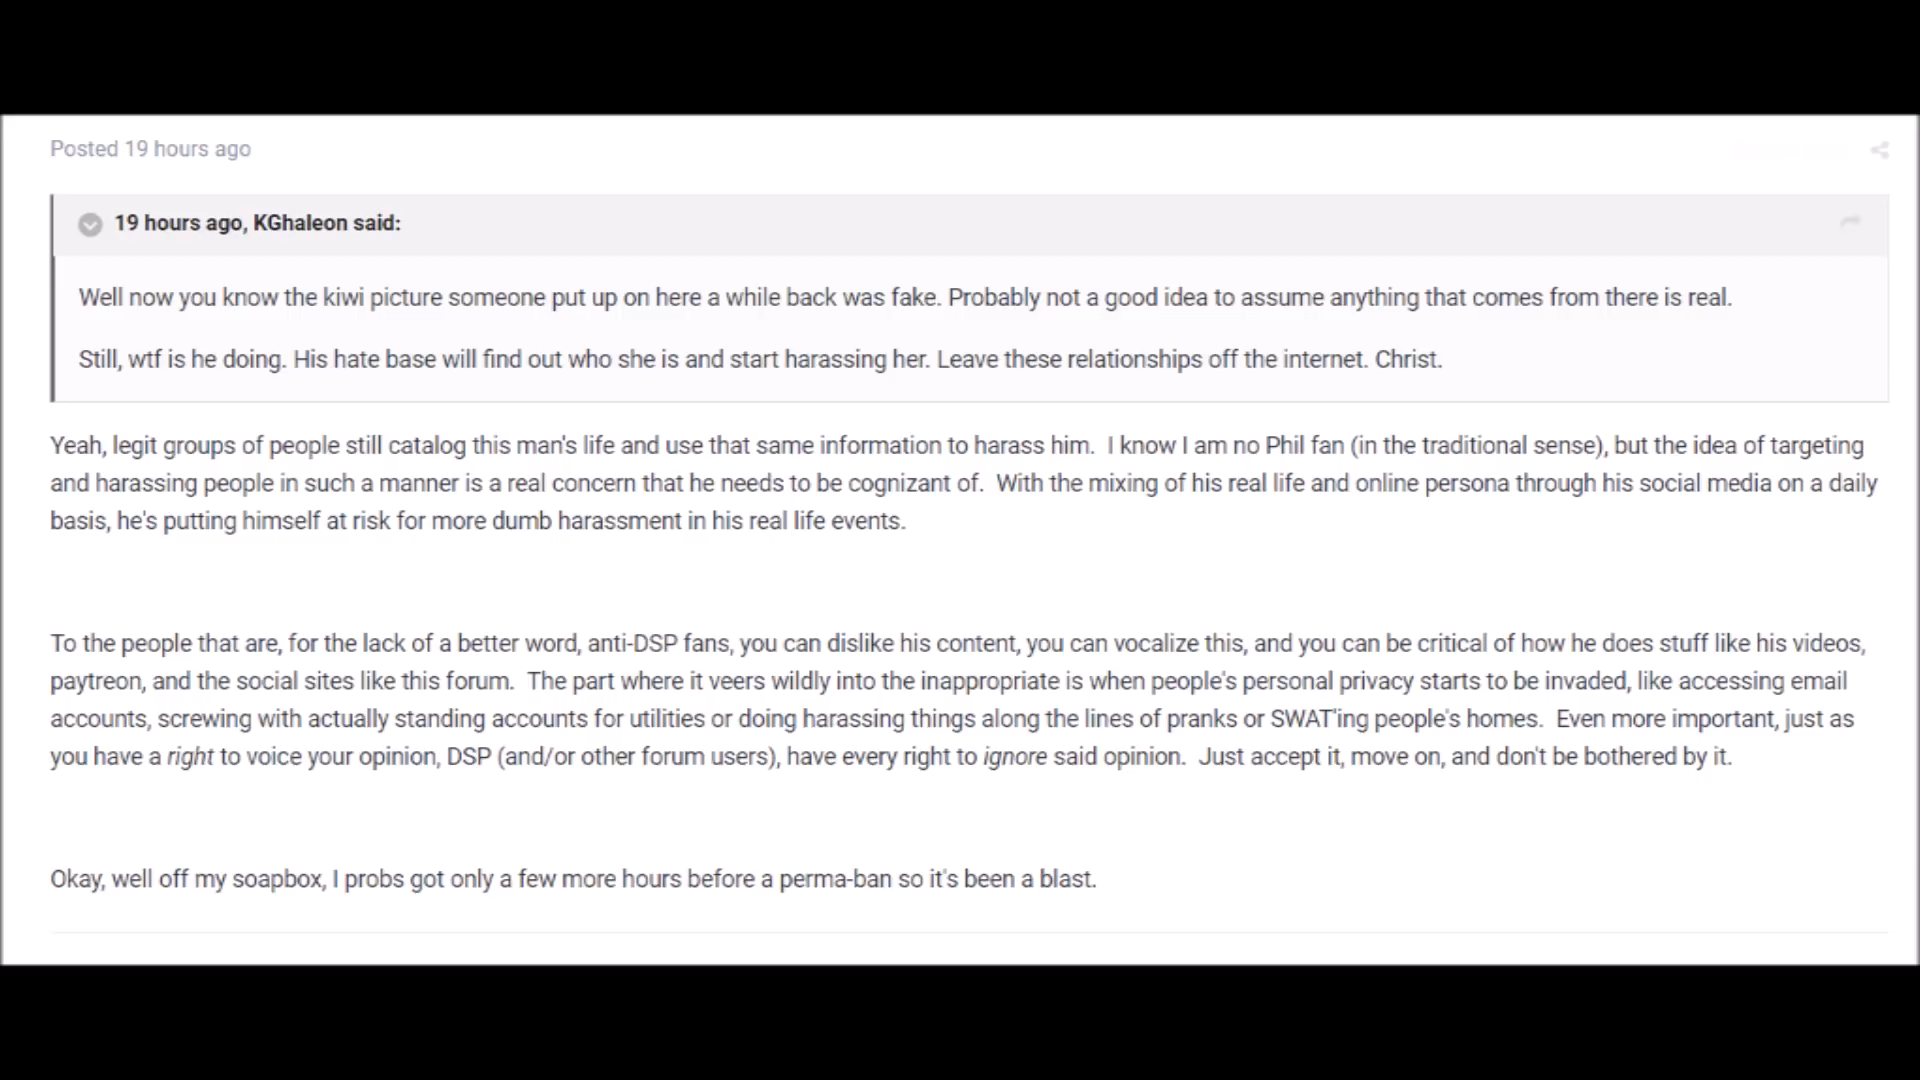 Posted 19 hours ago
19 hours ago, KGhaleon said:
Well now you know the kiwi picture someone put up on here a while back was fake. Probably not a good idea to assume anything that comes from there is real.
Still, wtf is he doing. His hate base will find out who she is and start harassing her. Leave these relationships off the internet. Christ.
Yeah, legit groups of people still catalog this man's life and use that same information to harass him.  I know I am no Phil fan (in the traditional sense), but the idea of targeting
and harassing people in such a manner is a real concern that he needs to be cognizant of.  With the mixing of his real life and online persona through his social media on a daily
basis, he's putting himself at risk for more dumb harassment in his real life events.
To the people that are, for the lack of a better word, anti-DSP fans, you can dislike his content, you can vocalize this, and you can be critical of how he does stuff like his videos,
paytreon, and the social sites like this forum.  The part where it veers wildly into the inappropriate is when people's personal privacy starts to be invaded, like accessing email
accounts, screwing with actually standing accounts for utilities or doing harassing things along the lines of pranks or SWAT'ing people's homes.  Even more important, just as
you have a right to voice your opinion, DSP (and/or other forum users), have every right to ignore said opinion.  Just accept it, move on, and don't be bothered by it.
Okay, well off my soapbox, I probs got only a few more hours before a perma-ban so it's been a blast.